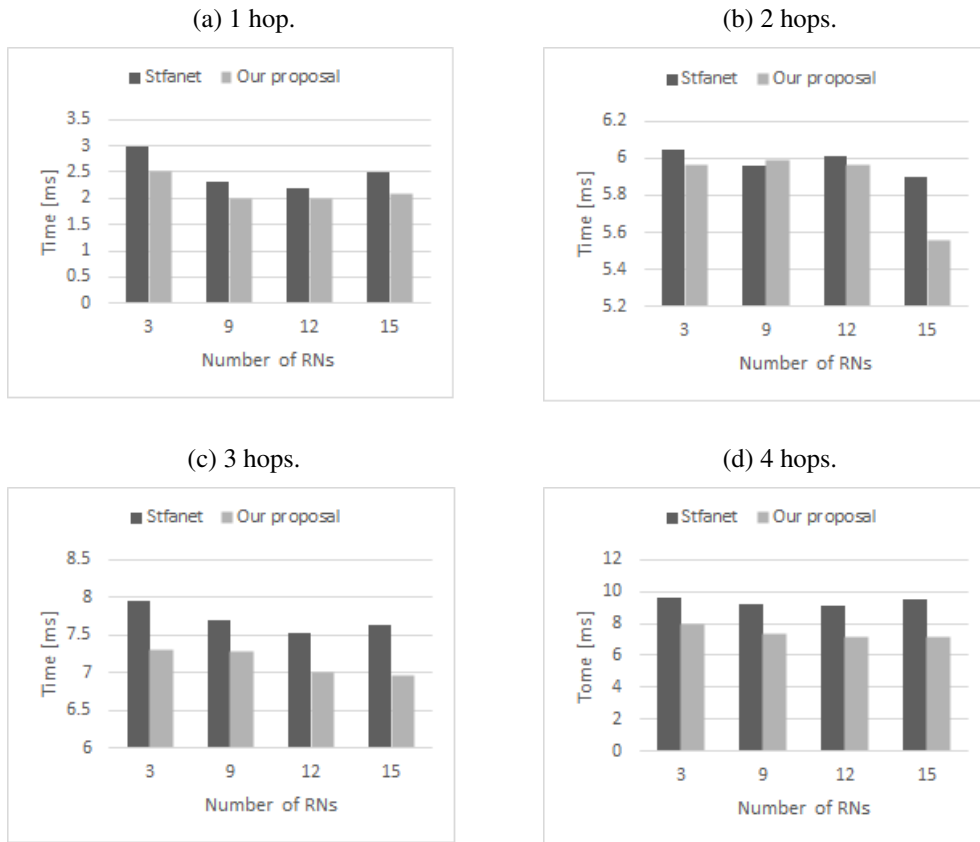 (a) 1 hop.
Stfanet Our proposal
3.5
3
2.5
2
1.5
1
0.5
0
Time [ms]
3 9 12 15
Number of RNs
(b) 2 hops.
Stfanet Our proposal
6.2
6
5.8
5.6
5.4
5.2
Time [ms]
3 9 12 15
Number of RNs
(c) 3 hops.
Stfanet Our proposal
8.5
8
7.5
7
6.5
6
Time [ms]
3 9 12 15
Number of RNs
(d) 4 hops.
Stfanet Our proposal
12
10
8
6
4
2
0
Tome [ms]
3 9 12 15
Number of RNs